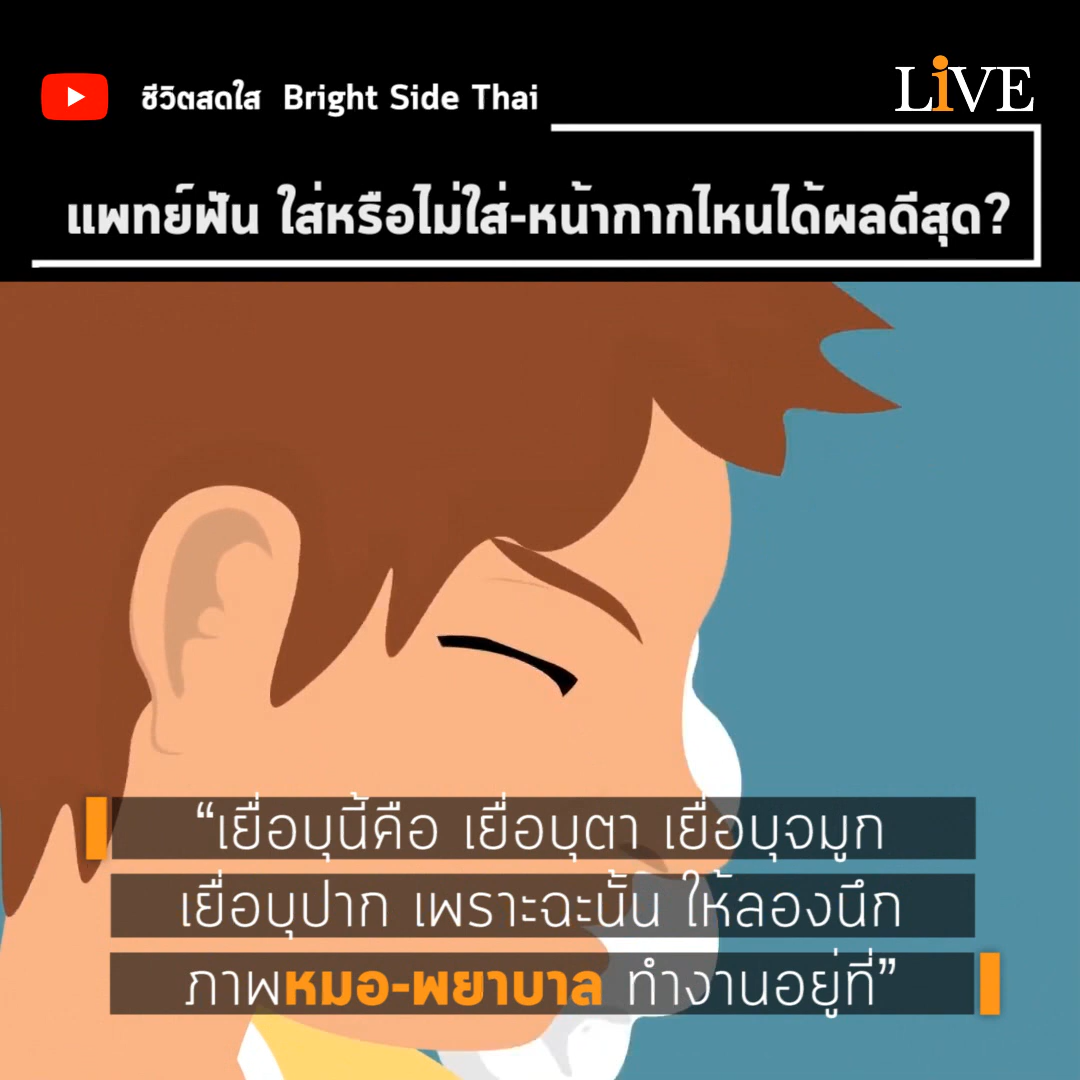 ชีวิตสดใส Bright Side Thai
LiVE
แพทย์ฟัน ใส่หรือไม่ใส่-หน้ากากไหนได้ผลดีสุด?
“เยื่อบุนี้คือ เยื่อบุตา เยื่อบุจมูก
เยื่อบุปาก เพราะฉะนั้น ให้ลองนึก
ภาพหมอ-พยาบาล ทำงานอยู่ที่”